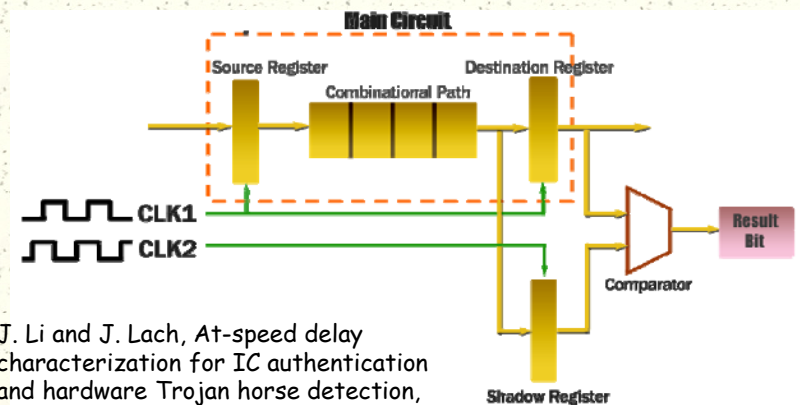 Main Circuit
Source Register
Destination Register
Combinational Path
CLK1
CLK2
Result
Bit
Comparator
J. Li and J. Lach, At-speed delay
characterization for IC authentication
and hardware Trojan horse detection,
Shadow Register